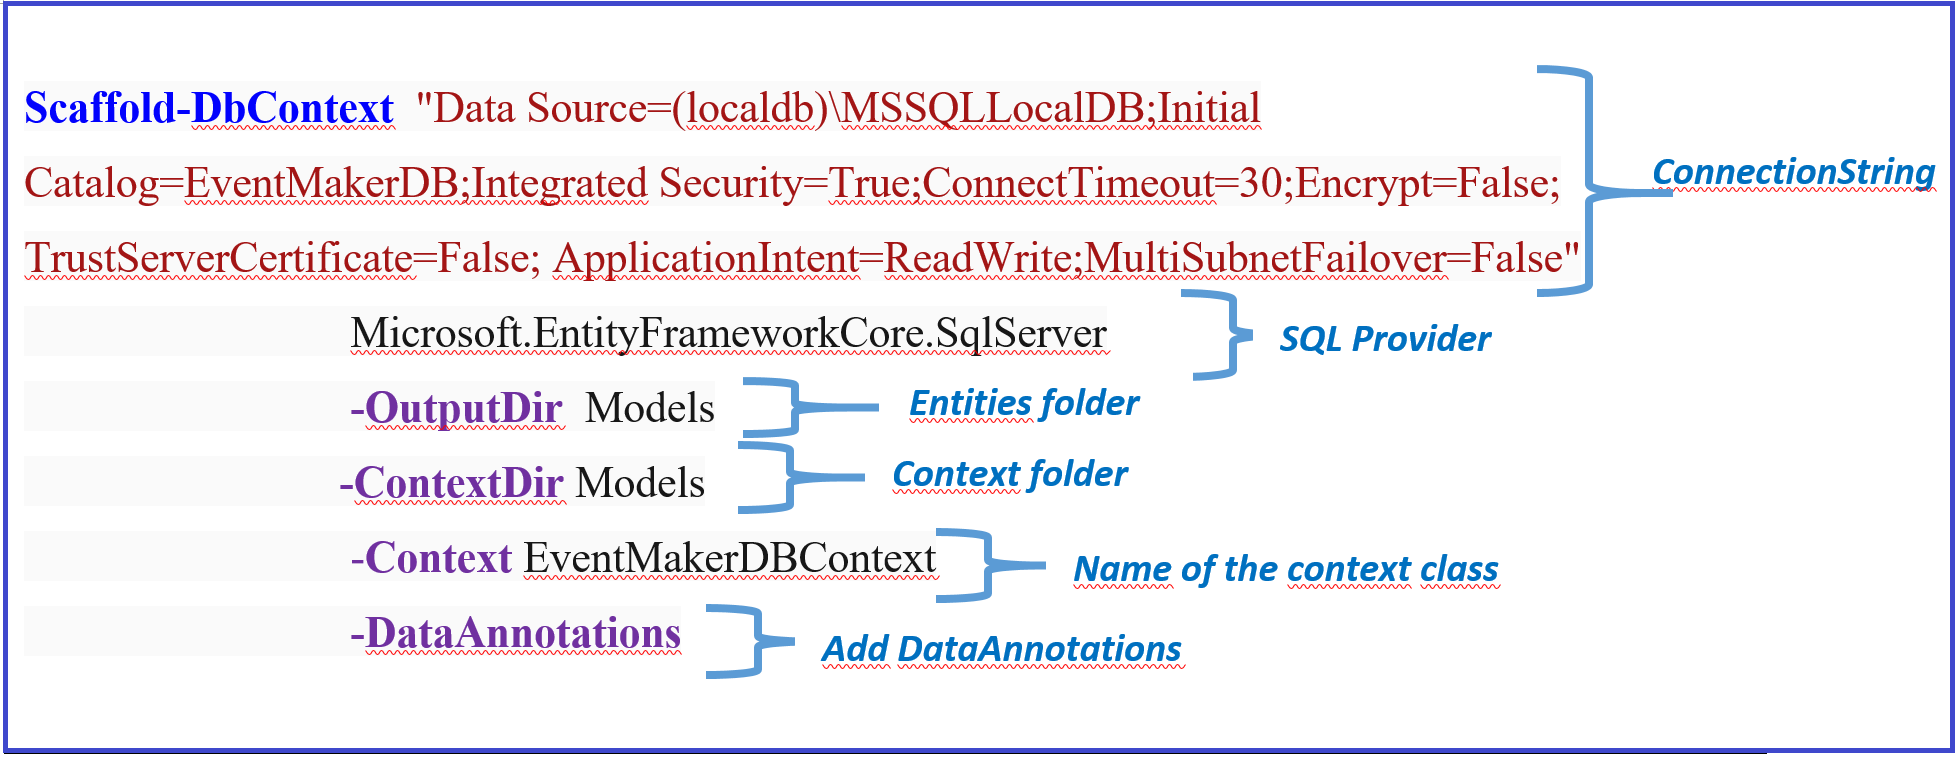 Scaffold-DbContext "Data Source=(localdb)\MSSQLLocalDB;Initial
Catalog=EventMakerDB;Integrated Security=True;ConnectTimeout=30;Encrypt=False;
ConnectionString
TrustServerCertificate=False; ApplicationIntent=ReadWrite;MultiSubnetFailover=False"
Microsoft.EntityFrameworkCore.SqlServer SQL Provider
-OutputDir Models Entities folder
-ContextDir Models Context folder
-Context EventMakerDBContext Name of the context class
-DataAnnotations Add DataAnnotations